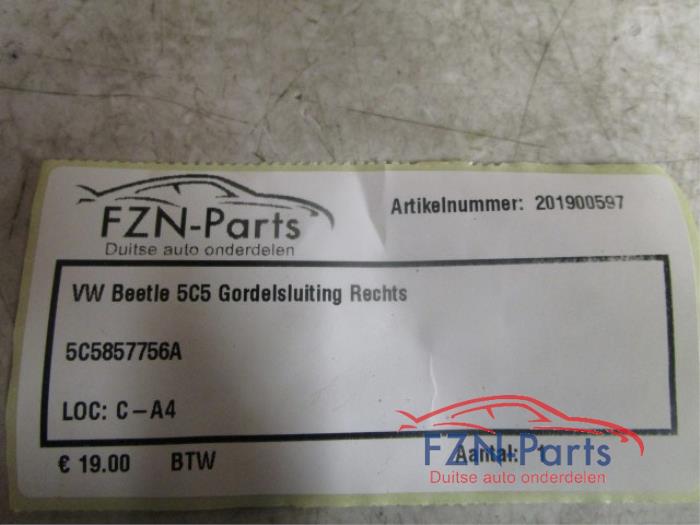 FZN-Parts
Duitse auto onderdelen
Artikelnummer: 201900597
VW Beetle 5C5 Gordelsluiting Rechts
5C5857756A
LOC: C-A4
€ 19.00 BTW
Aantal: 1
FZN-Parts
Duitse auto onderdelen